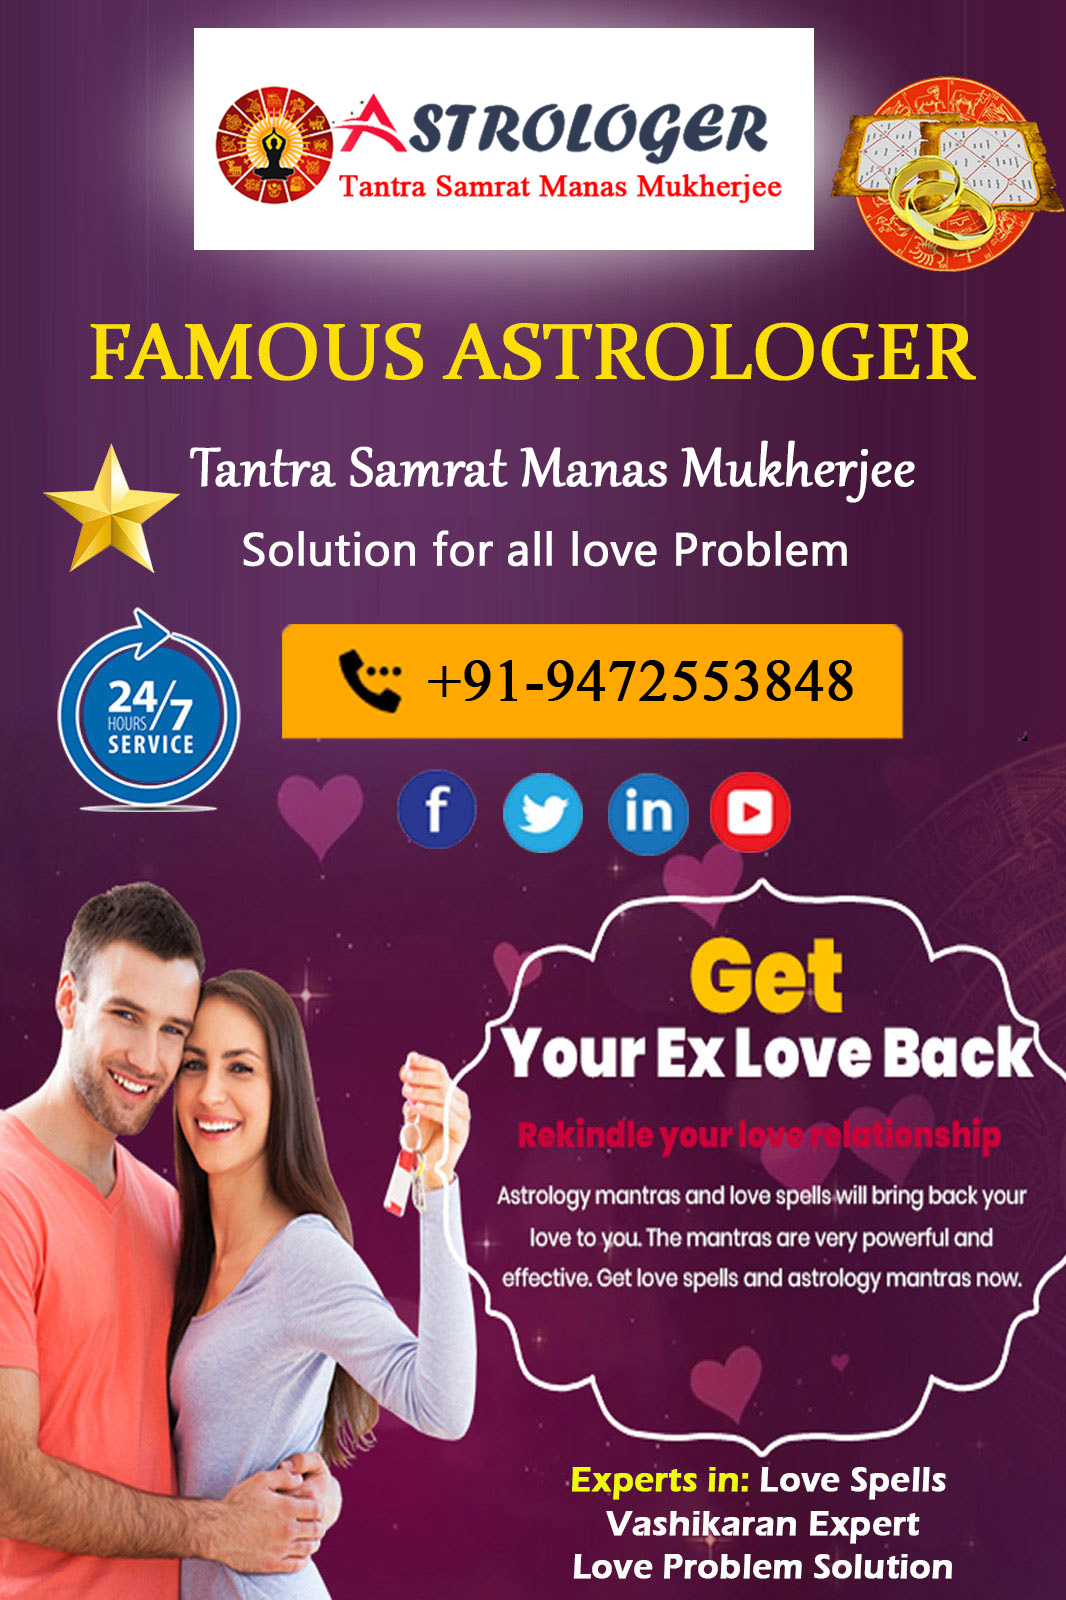 ASTROLOGER
Tantra Samrat Manas Mukherjee
FAMOUS ASTROLOGER
Tantra Samrat Manas Mukherjee
Solution for all love Problem
24/7
HOURS
SERVICE
+91-9472553848
f
in
Get
Your Ex Love Back
Rekindle your love relationship
Astrology mantras and love spells will bring back your
love to you. The mantras are very powerful and
effective. Get love spells and astrology mantras now.
Experts in: Love Spells
Vashikaran Expert
Love Problem Solution